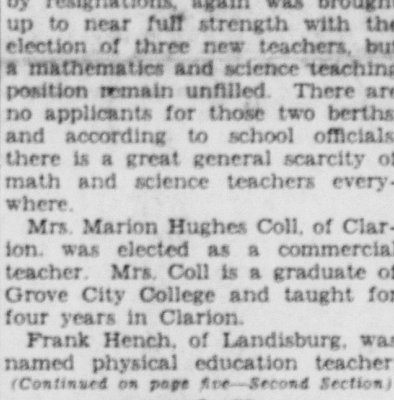 by resignations, again was brought
up to near full strength with the
election of three new teachers, but
a mathematics and science teaching
position remain unfilled. There are
no applicants for those two berths
and according to school officials
there is a great general scarcity of
math and science teachers every-
where.
Mrs. Marion Hughes Coll, of Clar-
ion, was elected as a commercial
teacher. Mrs. Coll is a graduate of
Grove City College and taught for
four years in Clarion.
Frank Hench, of Landisburg, was
named physical education teacher
(Continued on page five—Second Section)